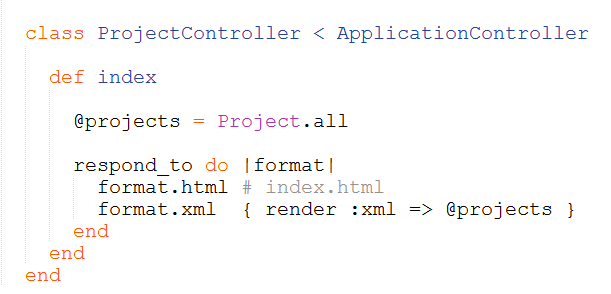 class ProjectController < ApplicationController
def index
@projects = Project.all
respond_to do |format|
format.html # index.html
format.xml  { render :xml => @projects }
end
end
end